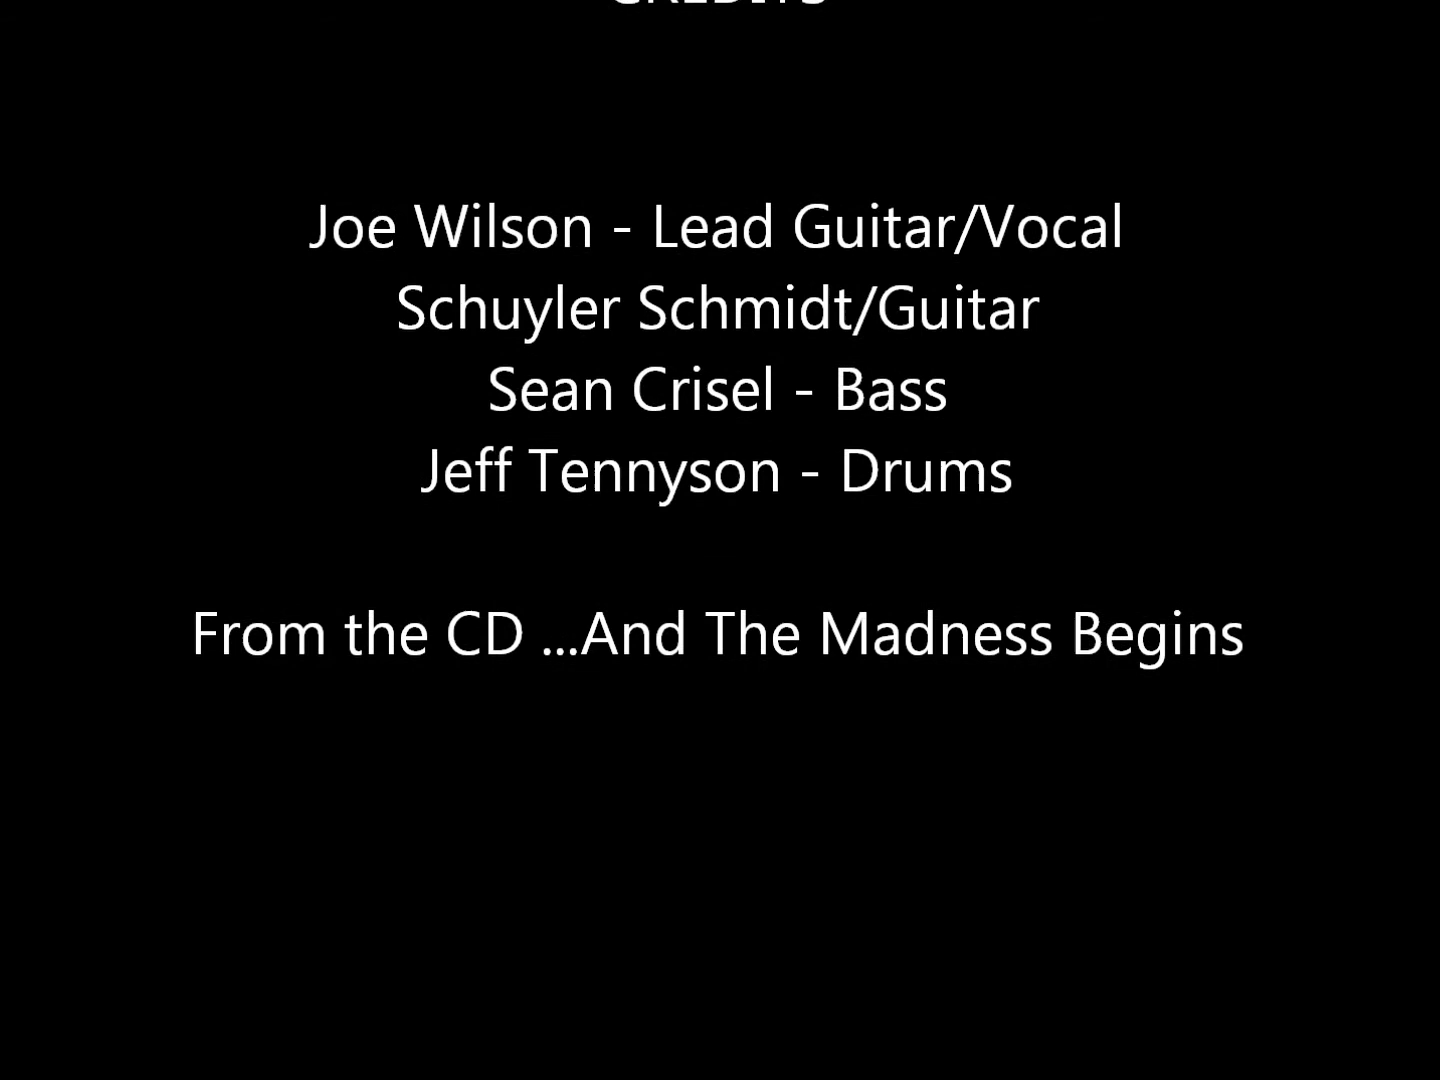 CREDITS
Joe Wilson - Lead Guitar/Vocal
Schuyler Schmidt/Guitar
Sean Crisel - Bass
Jeff Tennyson - Drums
From the CD ...And The Madness Begins